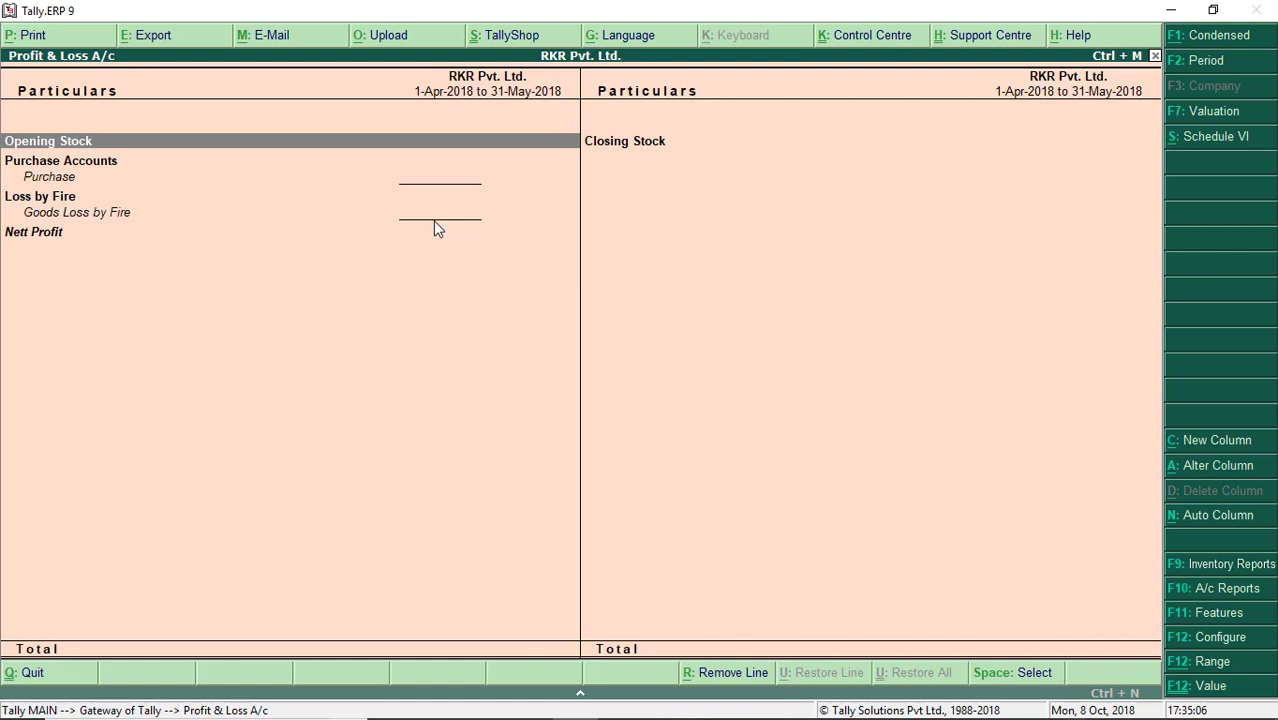 Tally.ERP 9
P: Print E: Export M: E-Mail O: Upload S: TallyShop G: Language K: Keyboard K: Control Centre H: Support Centre H: Help
Profit & Loss A/c RKR Pvt. Ltd. Ctrl + M
Particulars RKR Pvt. Ltd. 1-Apr-2018 to 31-May-2018
Particulars RKR Pvt. Ltd. 1-Apr-2018 to 31-May-2018
Opening Stock
Purchase Accounts
Purchase
Loss by Fire
Goods Loss by Fire
Nett Profit
Closing Stock
Total
Total
F1: Condensed
F2: Period
F3: Company
F7: Valuation
S: Schedule VI
C: New Column
A: Alter Column
D: Delete Column
N: Auto Column
F9: Inventory Reports
F10: A/c Reports
F11: Features
F12: Configure
F12: Range
F12: Value
Q: Quit R: Remove Line U: Restore Line U: Restore All Space: Select
Ctrl + N
Tally MAIN --> Gateway of Tally --> Profit & Loss A/c © Tally Solutions Pvt Ltd., 1988-2018 Mon, 8 Oct, 2018 17:35:06